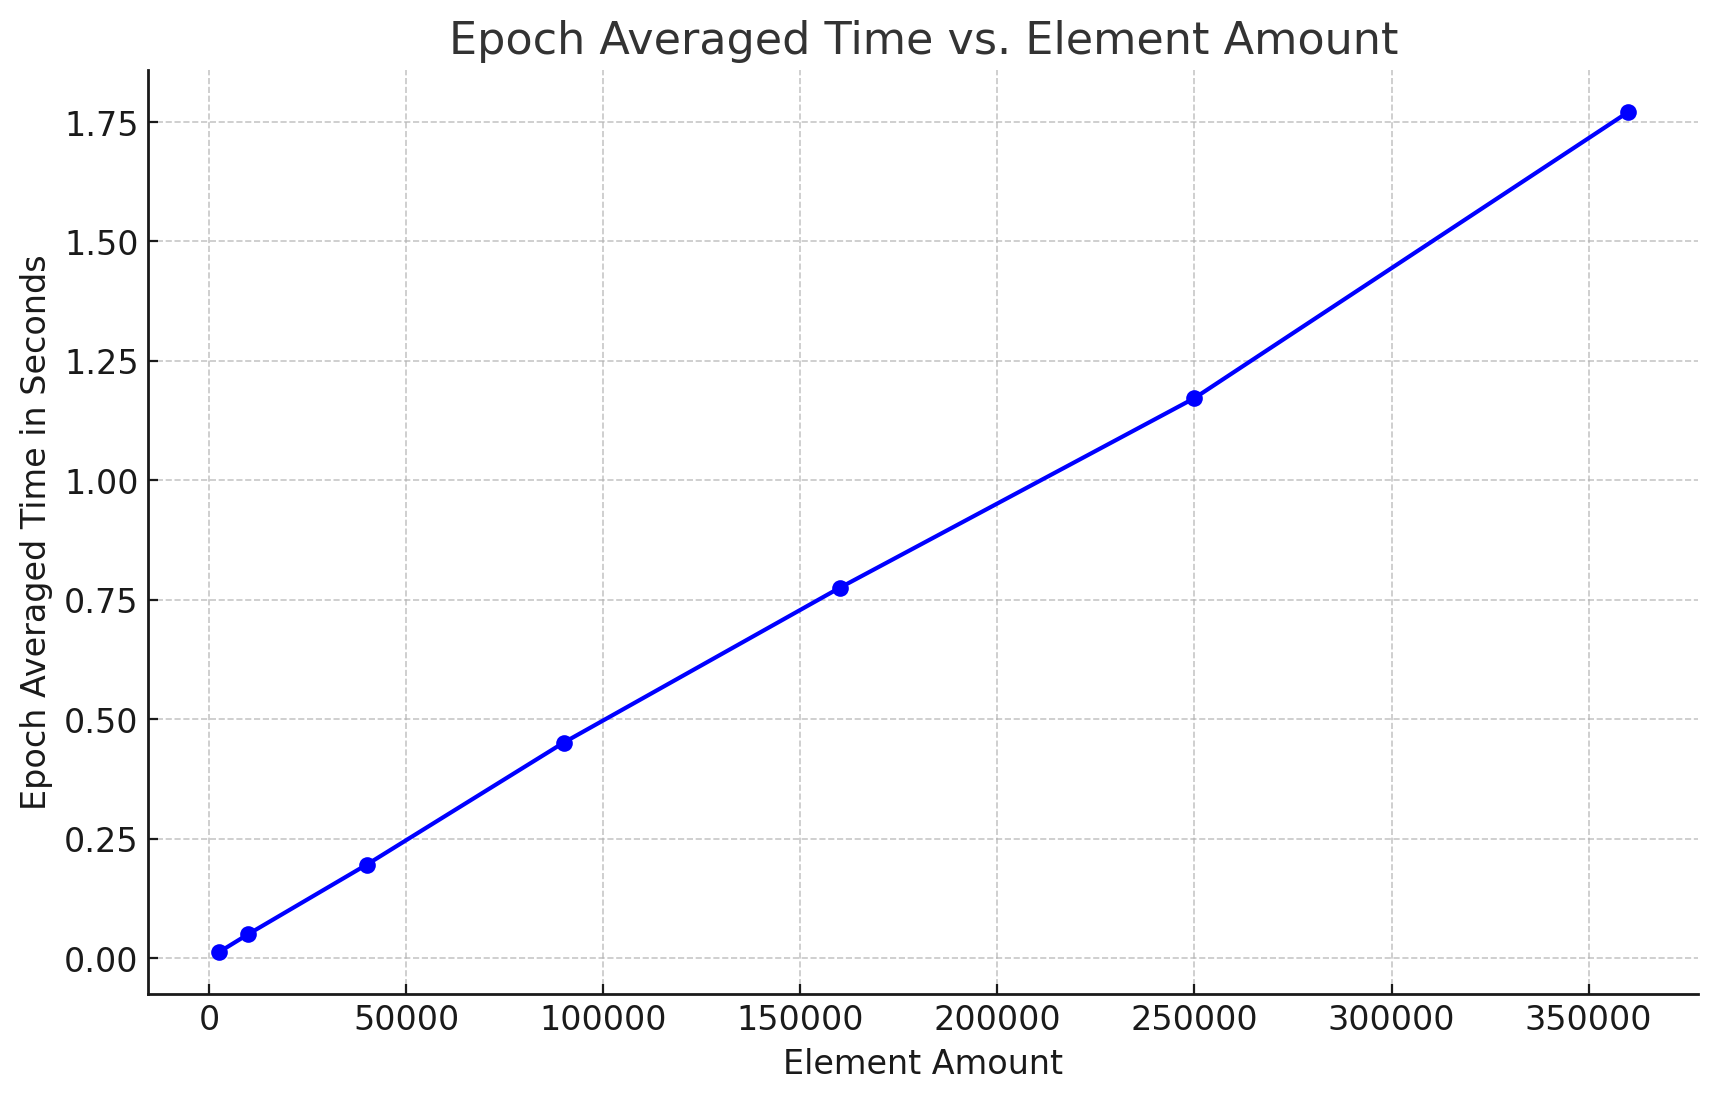 Epoch Averaged Time vs. Element Amount
Epoch Averaged Time in Seconds
1.75
1.50
1.25
1.00
0.75
0.50
0.25
0.00
0 50000 100000 150000 200000 250000 300000 350000
Element Amount